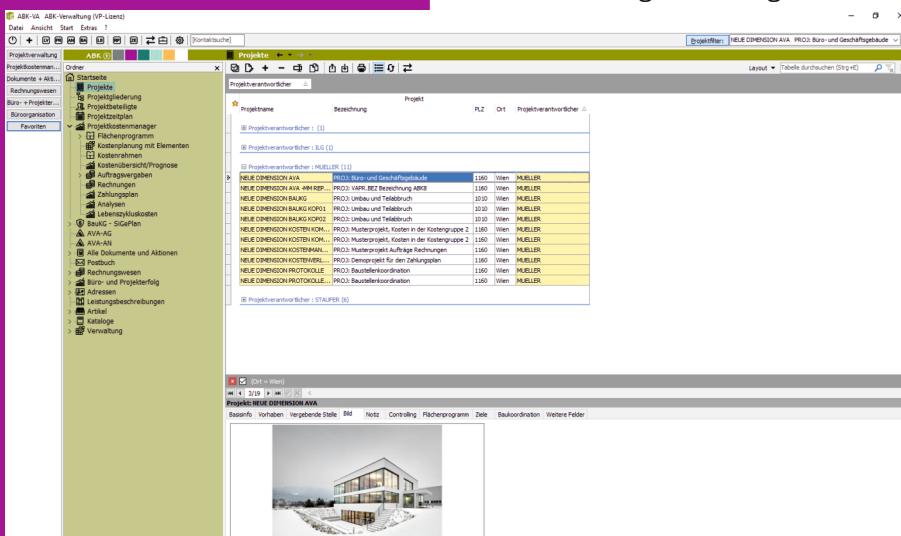 ABK-VA ABK-Verwaltung (VP-Lizenz)
Datei Ansicht Start Extras ?
[Kontaktsuche]
Projektfilter: NEUE DIMENSION AVA PROJ: Büro- und Geschäftsgebäude
Projektverwaltung
Projektkostenman...
Dokumente + Akti...
Rechnungswesen
Büro- + Projekter...
Büroorganisation
Favoriten
ABK
Ordner
Startseite
Projekte
Projektgliederung
Projektbeteiligte
Projektzeitplan
Projektkostenmanager
Flächenprogramm
Kostenplanung mit Elementen
Kostenrahmen
Kostenübersicht/Prognose
Auftragsvergaben
Rechnungen
Zahlungsplan
Analysen
Lebenszykluskosten
BauKG - SiGePlan
AVA-AG
AVA-AN
Alle Dokumente und Aktionen
Postbuch
Rechnungswesen
Büro- und Projekterfolg
Adressen
Leistungsbeschreibungen
Artikel
Kataloge
Verwaltung
Projekte
Layout Tabelle durchsuchen (Strg+E)
Projektverantwortlicher
Projekt
Projektname Bezeichnung PLZ Ort Projektverantwortlicher
Projektverantwortlicher : (1)
Projektverantwortlicher : ILG (1)
Projektverantwortlicher : MUELLER (11)
NEUE DIMENSION AVA PROJ: Büro- und Geschäftsgebäude 1160 Wien MUELLER
NEUE DIMENSION AVA -MM REP... PROJ: VAPR.BEZ Bezeichnung ABK8 1160 Wien MUELLER
NEUE DIMENSION BAUKG PROJ: Umbau und Teilabbruch 1010 Wien MUELLER
NEUE DIMENSION BAUKG KOP01 PROJ: Umbau und Teilabbruch 1010 Wien MUELLER
NEUE DIMENSION BAUKG KOP02 PROJ: Umbau und Teilabbruch 1010 Wien MUELLER
NEUE DIMENSION KOSTEN KOM... PROJ: Musterprojekt, Kosten in der Kostengruppe 2 1160 Wien MUELLER
NEUE DIMENSION KOSTEN KOM... PROJ: Musterprojekt, Kosten in der Kostengruppe 2 1160 Wien MUELLER
NEUE DIMENSION KOSTENMAN... PROJ: Musterprojekt Aufträge Rechnungen 1160 Wien MUELLER
NEUE DIMENSION KOSTENVERL... PROJ: Demoprojekt für den Zahlungsplan 1160 Wien MUELLER
NEUE DIMENSION PROTOKOLLE PROJ: Baustellenkoordination 1160 Wien MUELLER
NEUE DIMENSION PROTOKOLLE... PROJ: Baustellenkoordination 1160 Wien MUELLER
Projektverantwortlicher : STAUFER (6)
(Ort = Wien)
3/19
Projekt: NEUE DIMENSION AVA
Basisinfo Vorhaben Vergebende Stelle Bild Notiz Controlling Flächenprogramm Ziele Baukoordination Weitere Felder